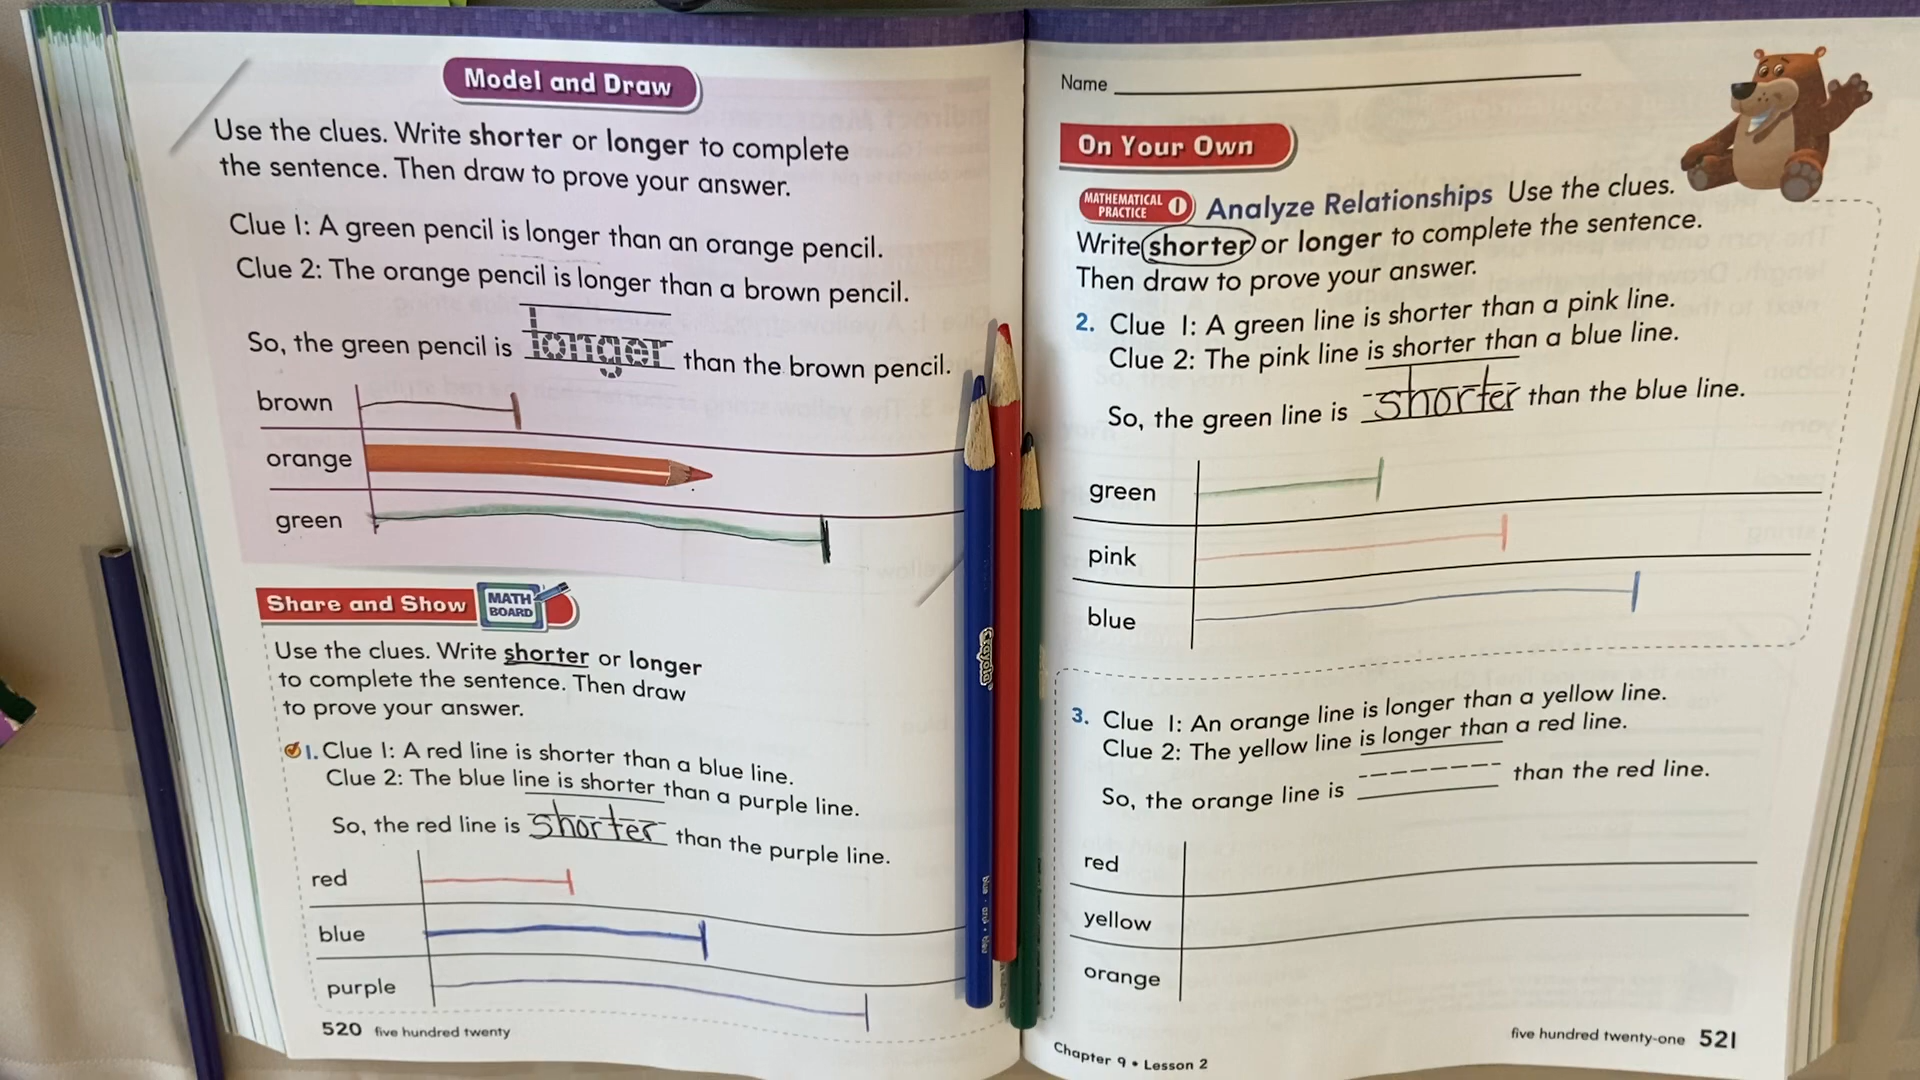 Model and Draw
Use the clues. Write shorter or longer to complete
the sentence. Then draw to prove your answer.
Clue 1: A green pencil is longer than an orange pencil.
Clue 2: The orange pencil is longer than a brown pencil.
So, the green pencil is longer than the brown pencil.
brown
orange
green
Share and Show
MATH
BOARD
Use the clues. Write shorter or longer
to complete the sentence. Then draw
to prove your answer.
1. Clue 1: A red line is shorter than a blue line.
Clue 2: The blue line is shorter than a purple line.
So, the red line is shorter than the purple line.
red
blue
purple
520 five hundred twenty
Crayola
Name
On Your Own
MATHEMATICAL
PRACTICE 1
Analyze Relationships Use the clues.
Write shorter or longer to complete the sentence.
Then draw to prove your answer.
2. Clue 1: A green line is shorter than a pink line.
Clue 2: The pink line is shorter than a blue line.
So, the green line is shorter than the blue line.
green
pink
blue
3. Clue 1: An orange line is longer than a yellow line.
Clue 2: The yellow line is longer than a red line.
So, the orange line is than the red line.
red
yellow
orange
Chapter 9 • Lesson 2
five hundred twenty-one 521